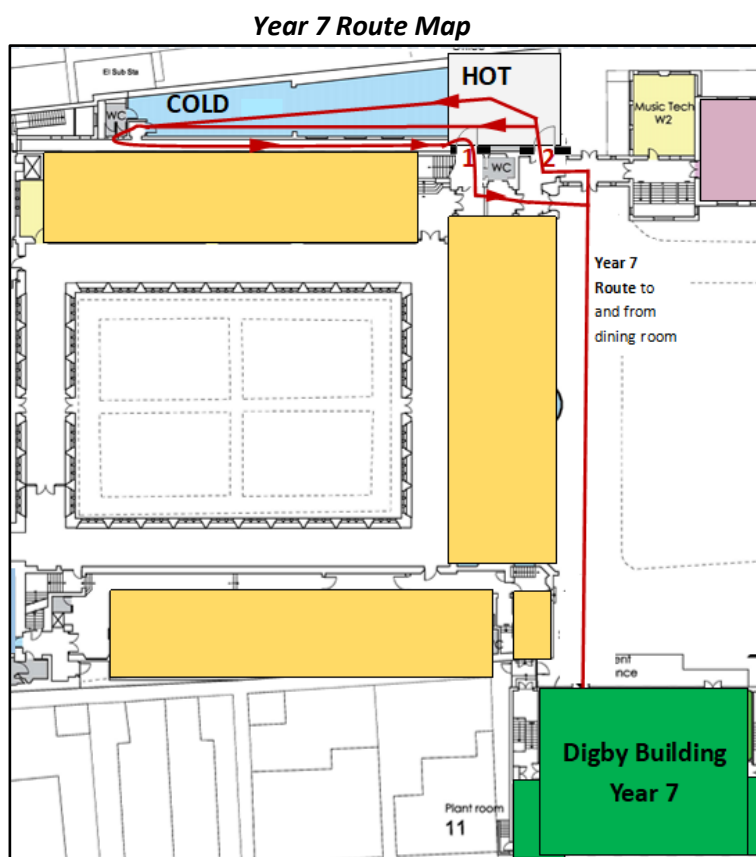 Year 7 Route Map
El Sub Sta
HOT
COLD
WC
Music Tech
W2
1
2
WC
Year 7
Route to
and from
dining room
Digby Building
Year 7
Plant room
11